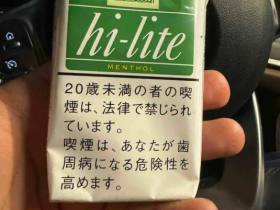 hi-lite
MENTHOL
20歳未満の者の喫
煙は、法律で禁じられ
ています。
喫煙は、あなたが歯
周病になる危険性を
高めます。